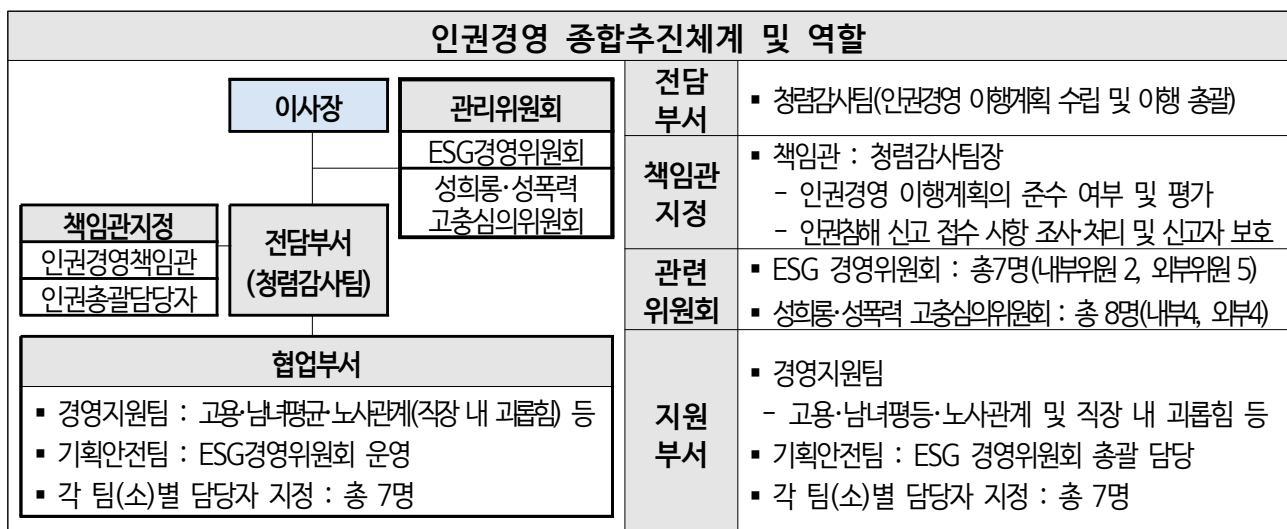 인권경영 종합추진체계 및 역할
이사장
관리위원회
ESG경영위원회
성희롱·성폭력
고충심의위원회
책임관지정
인권경영책임관
인권총괄담당자
전담부서
(청렴감사팀)
협업부서
▪ 경영지원팀 : 고용·남녀평균·노사관계(직장 내 괴롭힘) 등
▪ 기획안전팀 : ESG경영위원회 운영
▪ 각 팀(소)별 담당자 지정 : 총 7명
전담
부서
▪ 청렴감사팀(인권경영 이행계획 수립 및 이행 총괄)
책임관
지정
▪ 책임관 : 청렴감사팀장
- 인권경영 이행계획의 준수 여부 및 평가
- 인권침해 신고 접수 사항 조사·처리 및 신고자 보호
관련
위원회
▪ ESG 경영위원회 : 총7명(내부위원 2, 외부위원 5)
▪ 성희롱·성폭력 고충심의위원회 : 총 8명(내부4, 외부4)
지원
부서
▪ 경영지원팀
- 고용·남녀평등·노사관계 및 직장 내 괴롭힘 등
▪ 기획안전팀 : ESG 경영위원회 총괄 담당
▪ 각 팀(소)별 담당자 지정 : 총 7명